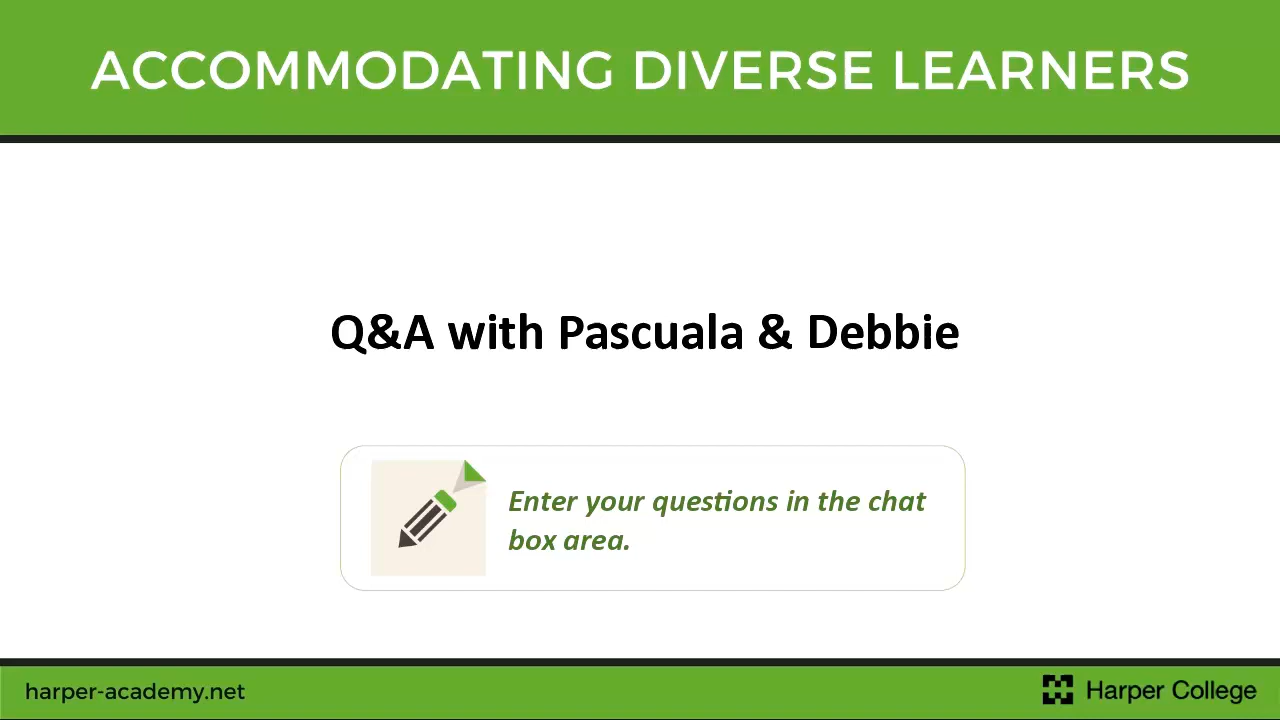 ACCOMMODATING DIVERSE LEARNERS
Q&A with Pascuala & Debbie
Enter your questions in the chat
box area.
harper-academy.net
Harper College